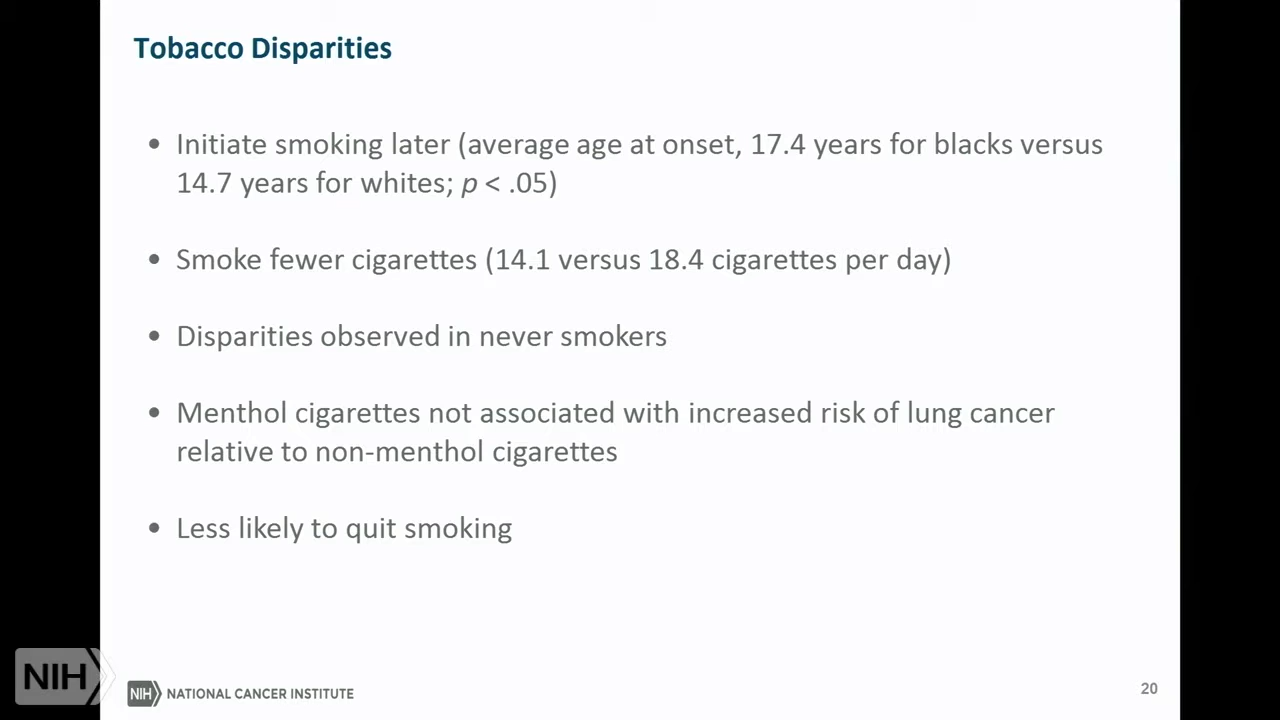 Tobacco Disparities
• Initiate smoking later (average age at onset, 17.4 years for blacks versus
14.7 years for whites; p < .05)
• Smoke fewer cigarettes (14.1 versus 18.4 cigarettes per day)
• Disparities observed in never smokers
• Menthol cigarettes not associated with increased risk of lung cancer
relative to non-menthol cigarettes
• Less likely to quit smoking
NIH
NIH NATIONAL CANCER INSTITUTE
20